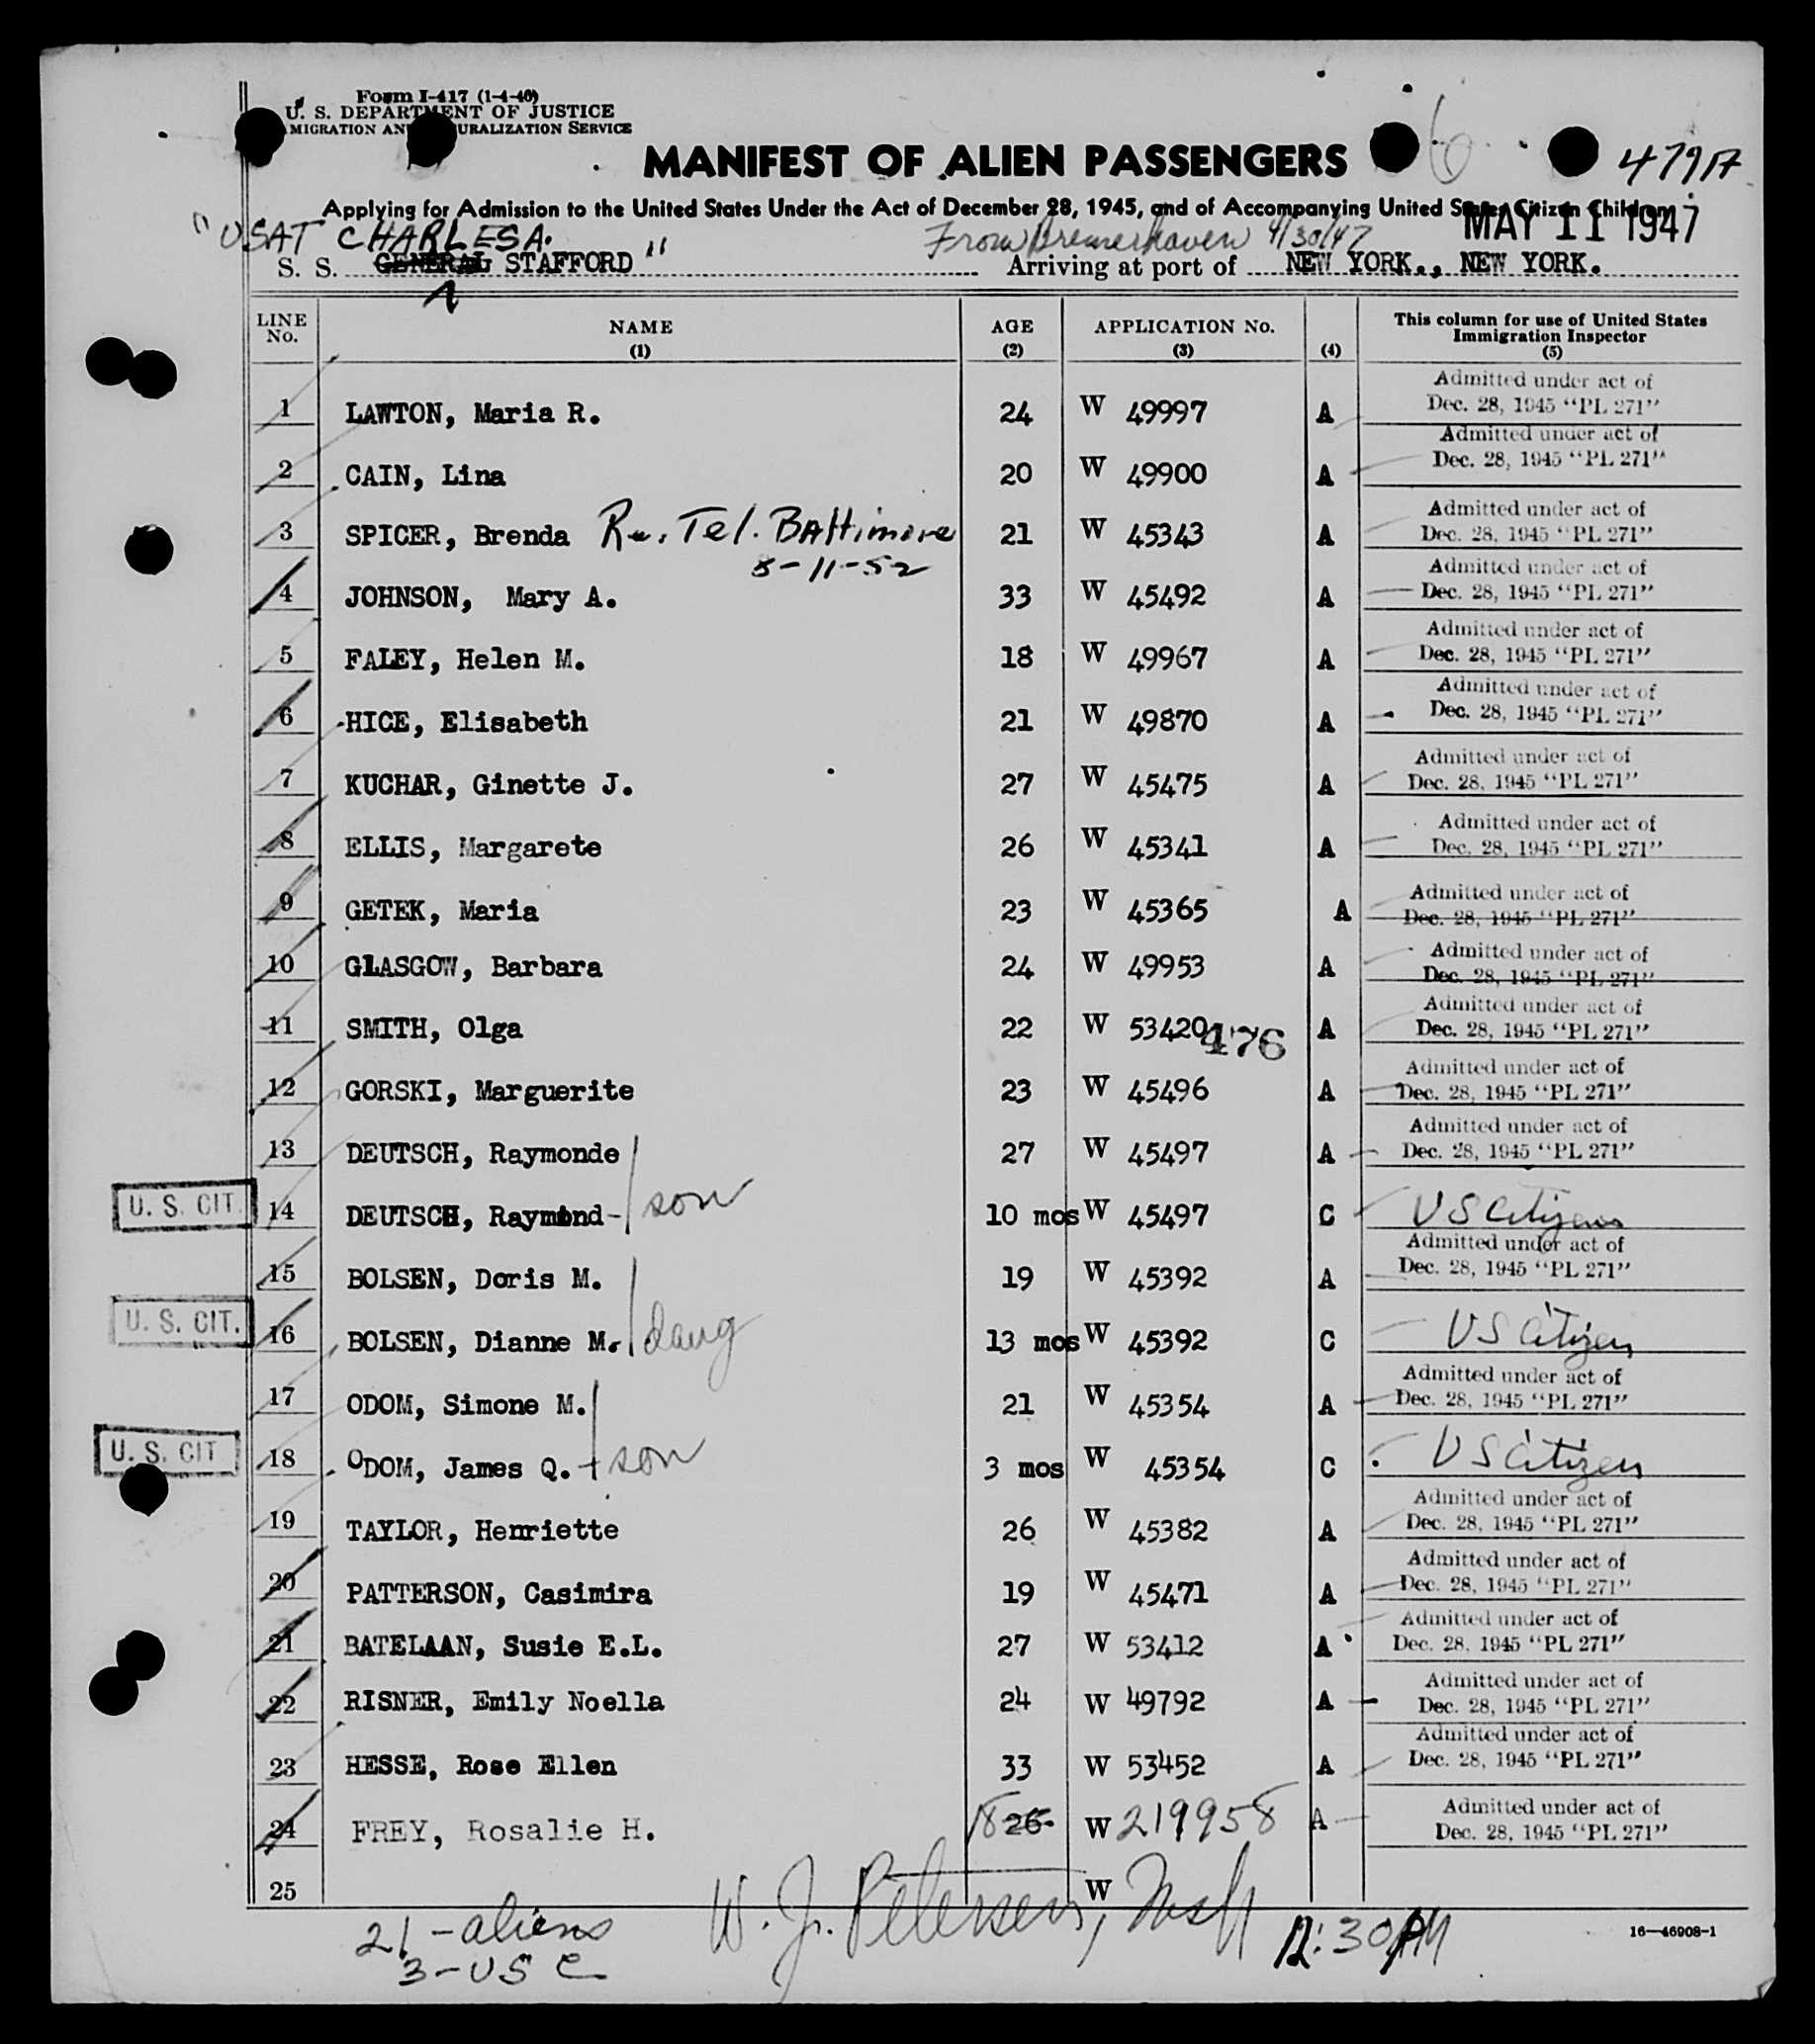 Form I-417 (1-4-46)
U. S. DEPARTMENT OF JUSTICE
MIGRATION AN URALIZATION SERVICE
MANIFEST OF ALIEN PASSENGERS
6
479 A
Applying for Admission to the United States Under the Act of December 28, 1945, and of Accompanying United States Citizen Children
MAY 11 1947
"USAT CHARLES A.
From Bremerhaven 4/30/47
S. S. GENERAL STAFFORD " Arriving at port of NEW YORK., NEW YORK.
LINE No. NAME (1) AGE (2) APPLICATION No. (3) (4) This column for use of United States Immigration Inspector (5)
1 LAWTON, Maria R. 24 W 49997 A Admitted under act of Dec. 28, 1945 "PL 271"
2 CAIN, Lina 20 W 49900 A Admitted under act of Dec. 28, 1945 "PL 271"
3 SPICER, Brenda Re. Tel. Baltimore 21 W 45343 A Admitted under act of Dec. 28, 1945 "PL 271"
-11-52
4 JOHNSON, Mary A. 33 W 45492 A Admitted under act of Dec. 28, 1945 "PL 271"
5 FALEY, Helen M. 18 W 49967 A Admitted under act of Dec. 28, 1945 "PL 271"
6 HICE, Elisabeth 21 W 49870 A Admitted under act of Dec. 28, 1945 "PL 271"
7 KUCHAR, Ginette J. 27 W 45475 A Admitted under act of Dec. 28, 1945 "PL 271"
8 ELLIS, Margarete 26 W 45341 A Admitted under act of Dec. 28, 1945 "PL 271"
9 GETEK, Maria 23 W 45365 A Admitted under act of Dec. 28, 1945 "PL 271"
10 GLASGOW, Barbara 24 W 49953 A Admitted under act of Dec. 28, 1945 "PL 271"
11 SMITH, Olga 22 W 53420 476 A Admitted under act of Dec. 28, 1945 "PL 271"
12 GORSKI, Marguerite 23 W 45496 A Admitted under act of Dec. 28, 1945 "PL 271"
13 DEUTSCH, Raymonde 27 W 45497 A Admitted under act of Dec. 28, 1945 "PL 271"
U. S. CIT. 14 DEUTSCH, Raymond - son 10 mos W 45497 C US Citizen
15 BOLSEN, Doris M. 19 W 45392 A Admitted under act of Dec. 28, 1945 "PL 271"
U. S. CIT. 16 BOLSEN, Dianne M. daug 13 mos W 45392 C US Citizen
17 ODOM, Simone M. 21 W 45354 A Admitted under act of Dec. 28, 1945 "PL 271"
U. S. CIT 18 ODOM, James Q. son 3 mos W 45354 C US Citizen
19 TAYLOR, Henriette 26 W 45382 A Admitted under act of Dec. 28, 1945 "PL 271"
20 PATTERSON, Casimira 19 W 45471 A Admitted under act of Dec. 28, 1945 "PL 271"
21 BATELAAN, Susie E.L. 27 W 53412 A Admitted under act of Dec. 28, 1945 "PL 271"
22 RISNER, Emily Noella 24 W 49792 A Admitted under act of Dec. 28, 1945 "PL 271"
23 HESSE, Rose Ellen 33 W 53452 A Admitted under act of Dec. 28, 1945 "PL 271"
24 FREY, Rosalie H. 18 26 W 219958 A Admitted under act of Dec. 28, 1945 "PL 271"
25 W
21 - aliens W. J. Petersen, 12:30 PM 16—46908-1
3 - USC